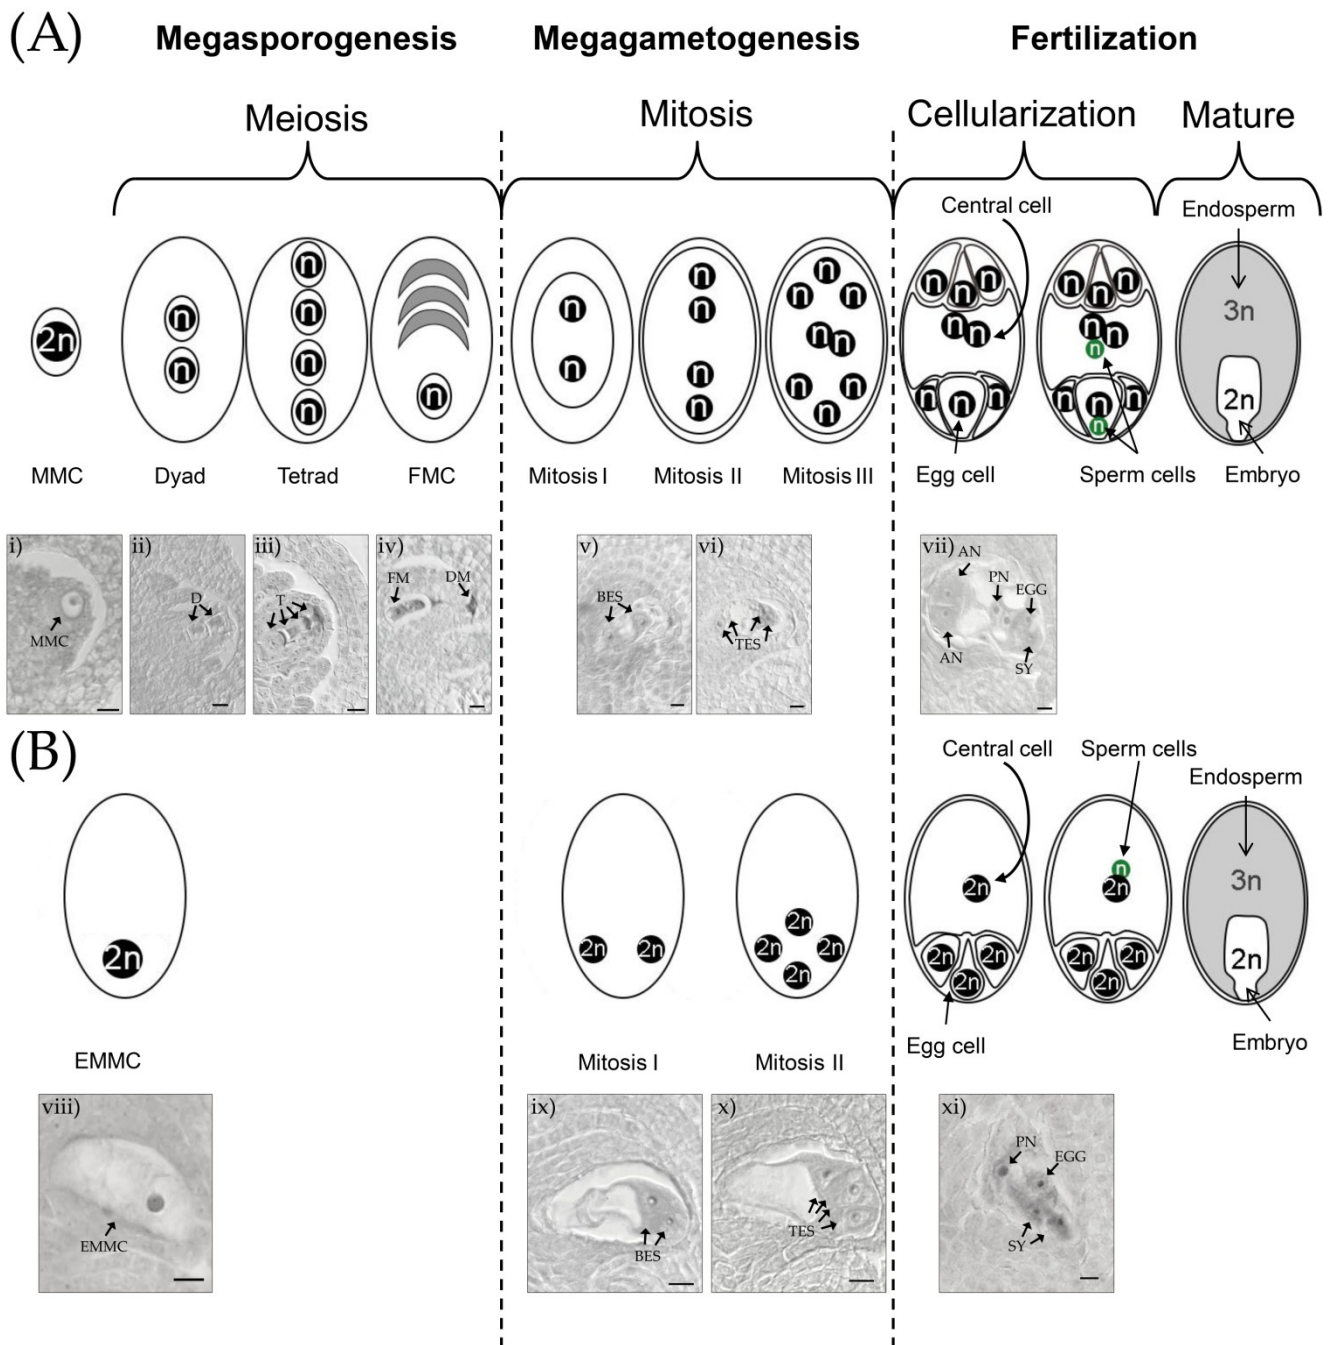 (A)
Megasporogenesis Megagametogenesis Fertilization
Meiosis Mitosis Cellularization Mature
Central cell Endosperm
2n n n n n n n n n n n n n n n n n n n n n n n n n n n n n n n n n n n n n 3n 2n
MMC Dyad Tetrad FMC Mitosis I Mitosis II Mitosis III Egg cell Sperm cells Embryo
i) MMC
ii) D
iii) T
iv) FM DM
v) BES
vi) TES
vii) AN PN EGG AN SY
(B)
Central cell Sperm cells
Endosperm
2n 2n 2n 2n 2n 2n 2n 2n 2n 2n 2n n 2n 2n 2n 2n 3n 2n
Egg cell Embryo
EMMC Mitosis I Mitosis II
viii) EMMC
ix) BES
x) TES
xi) PN EGG SY